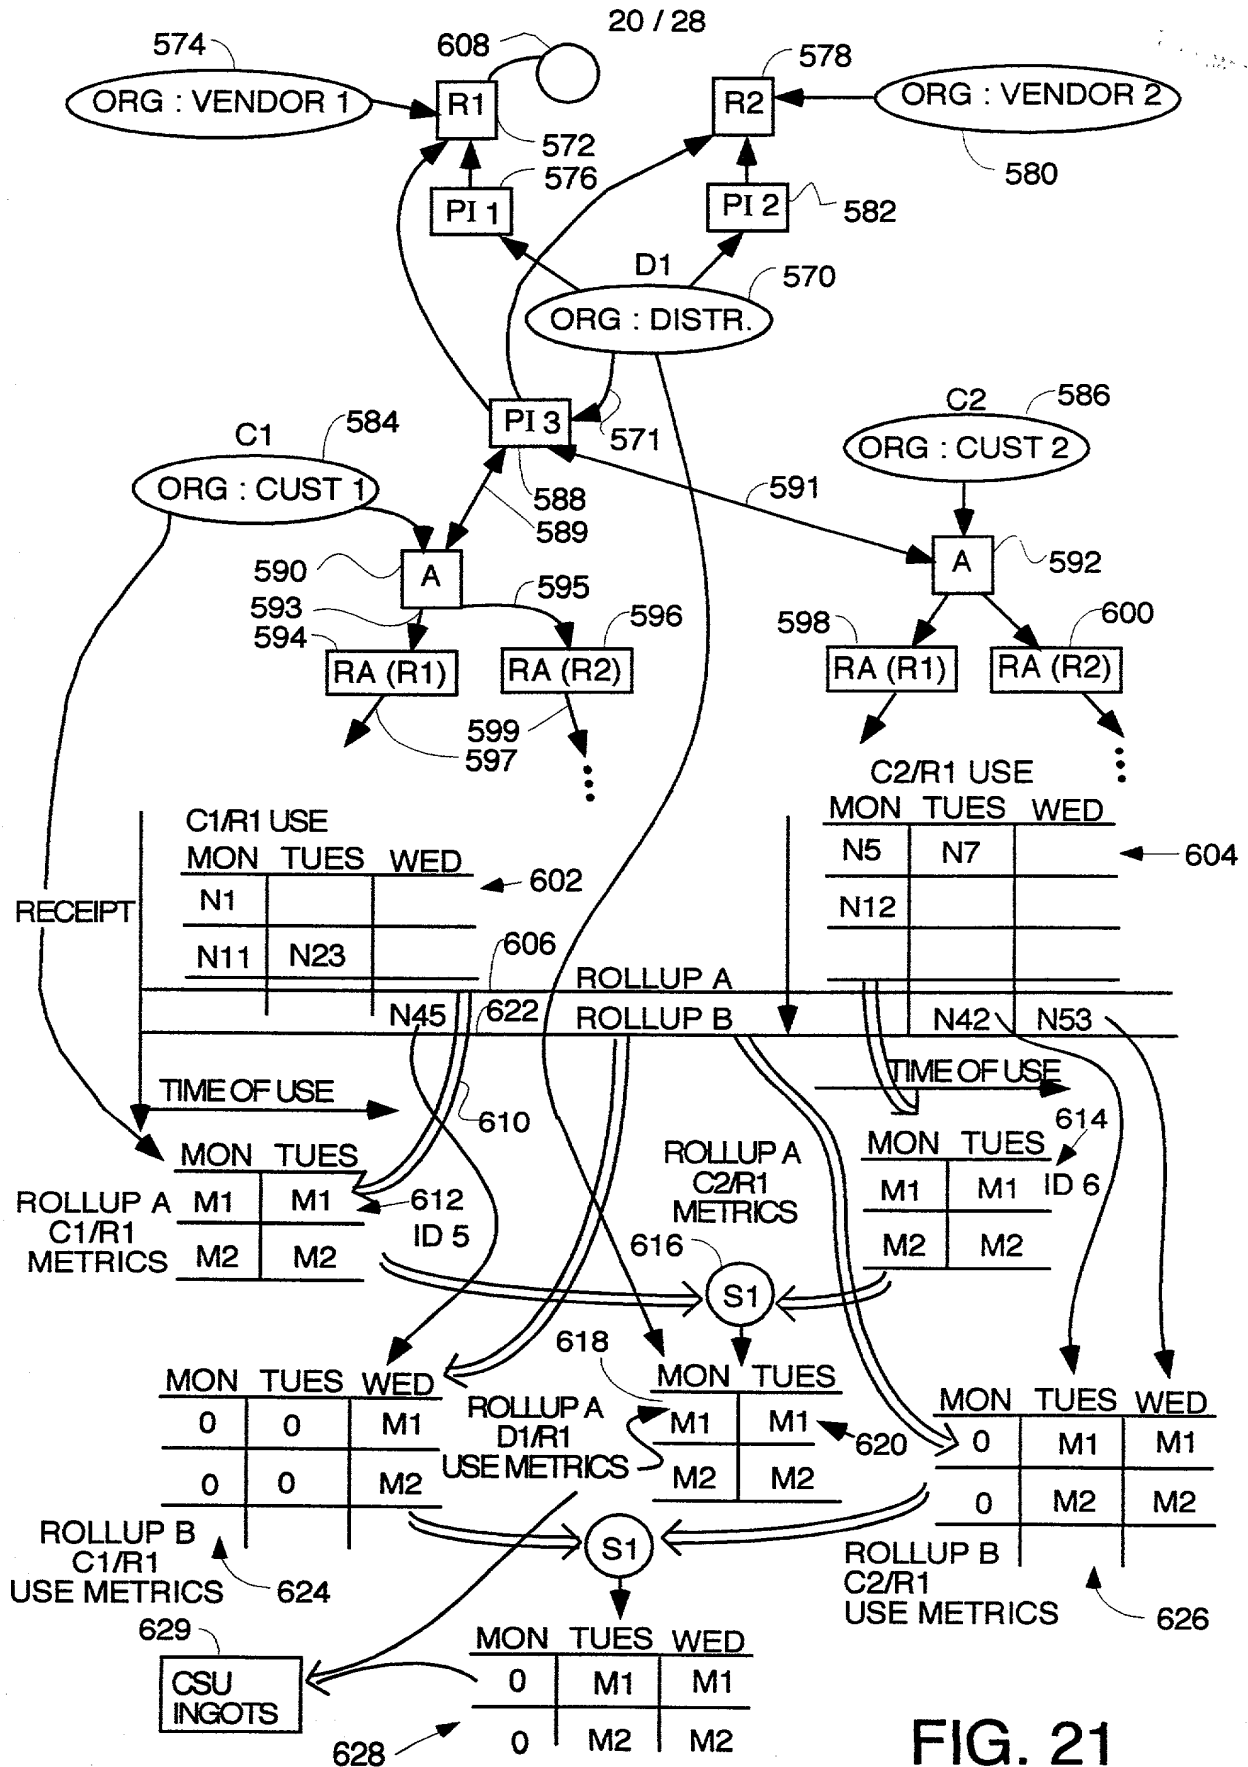 20 / 28
574
608
578
ORG : VENDOR 1
R1
R2
ORG : VENDOR 2
572
576
580
PI 1
PI 2
582
D1
570
ORG : DISTR.
C1
584
PI 3
571
C2
586
ORG : CUST 2
ORG : CUST 1
588
589
591
590
A
595
A
592
593
594
596
598
600
RA (R1)
RA (R2)
RA (R1)
RA (R2)
599
597
C2/R1 USE
MON TUES WED
C1/R1 USE
MON TUES WED
N5 N7
604
602
N1
N12
RECEIPT
N11 N23
606
ROLLUP A
N45
622
ROLLUP B
N42 N53
TIME OF USE
TIME OF USE
610
614
MON TUES
ROLLUP A
C2/R1
METRICS
MON TUES
ROLLUP A
C1/R1
METRICS
M1 M1
612
ID 5
M1 M1
ID 6
M2 M2
616
M2 M2
S1
618
MON TUES WED
MON TUES
MON TUES WED
0 0 M1
ROLLUP A
D1/R1
USE METRICS
M1 M1
620
0 M1 M1
0 0 M2
M2 M2
0 M2 M2
ROLLUP B
C1/R1
USE METRICS
624
S1
ROLLUP B
C2/R1
USE METRICS
626
629
MON TUES WED
CSU
INGOTS
0 M1 M1
0 M2 M2
628
FIG. 21